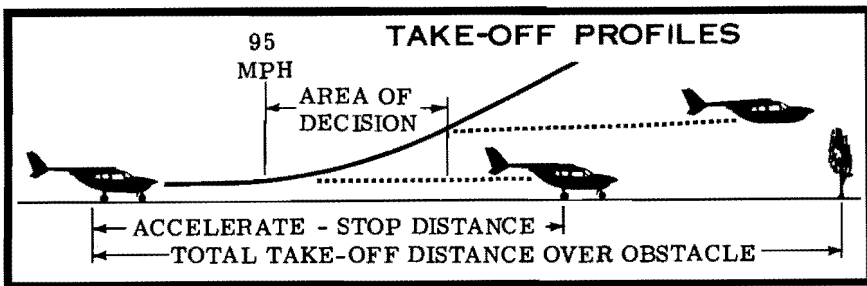 TAKE-OFF PROFILES
95
MPH
AREA OF
DECISION
ACCELERATE - STOP DISTANCE
TOTAL TAKE-OFF DISTANCE OVER OBSTACLE